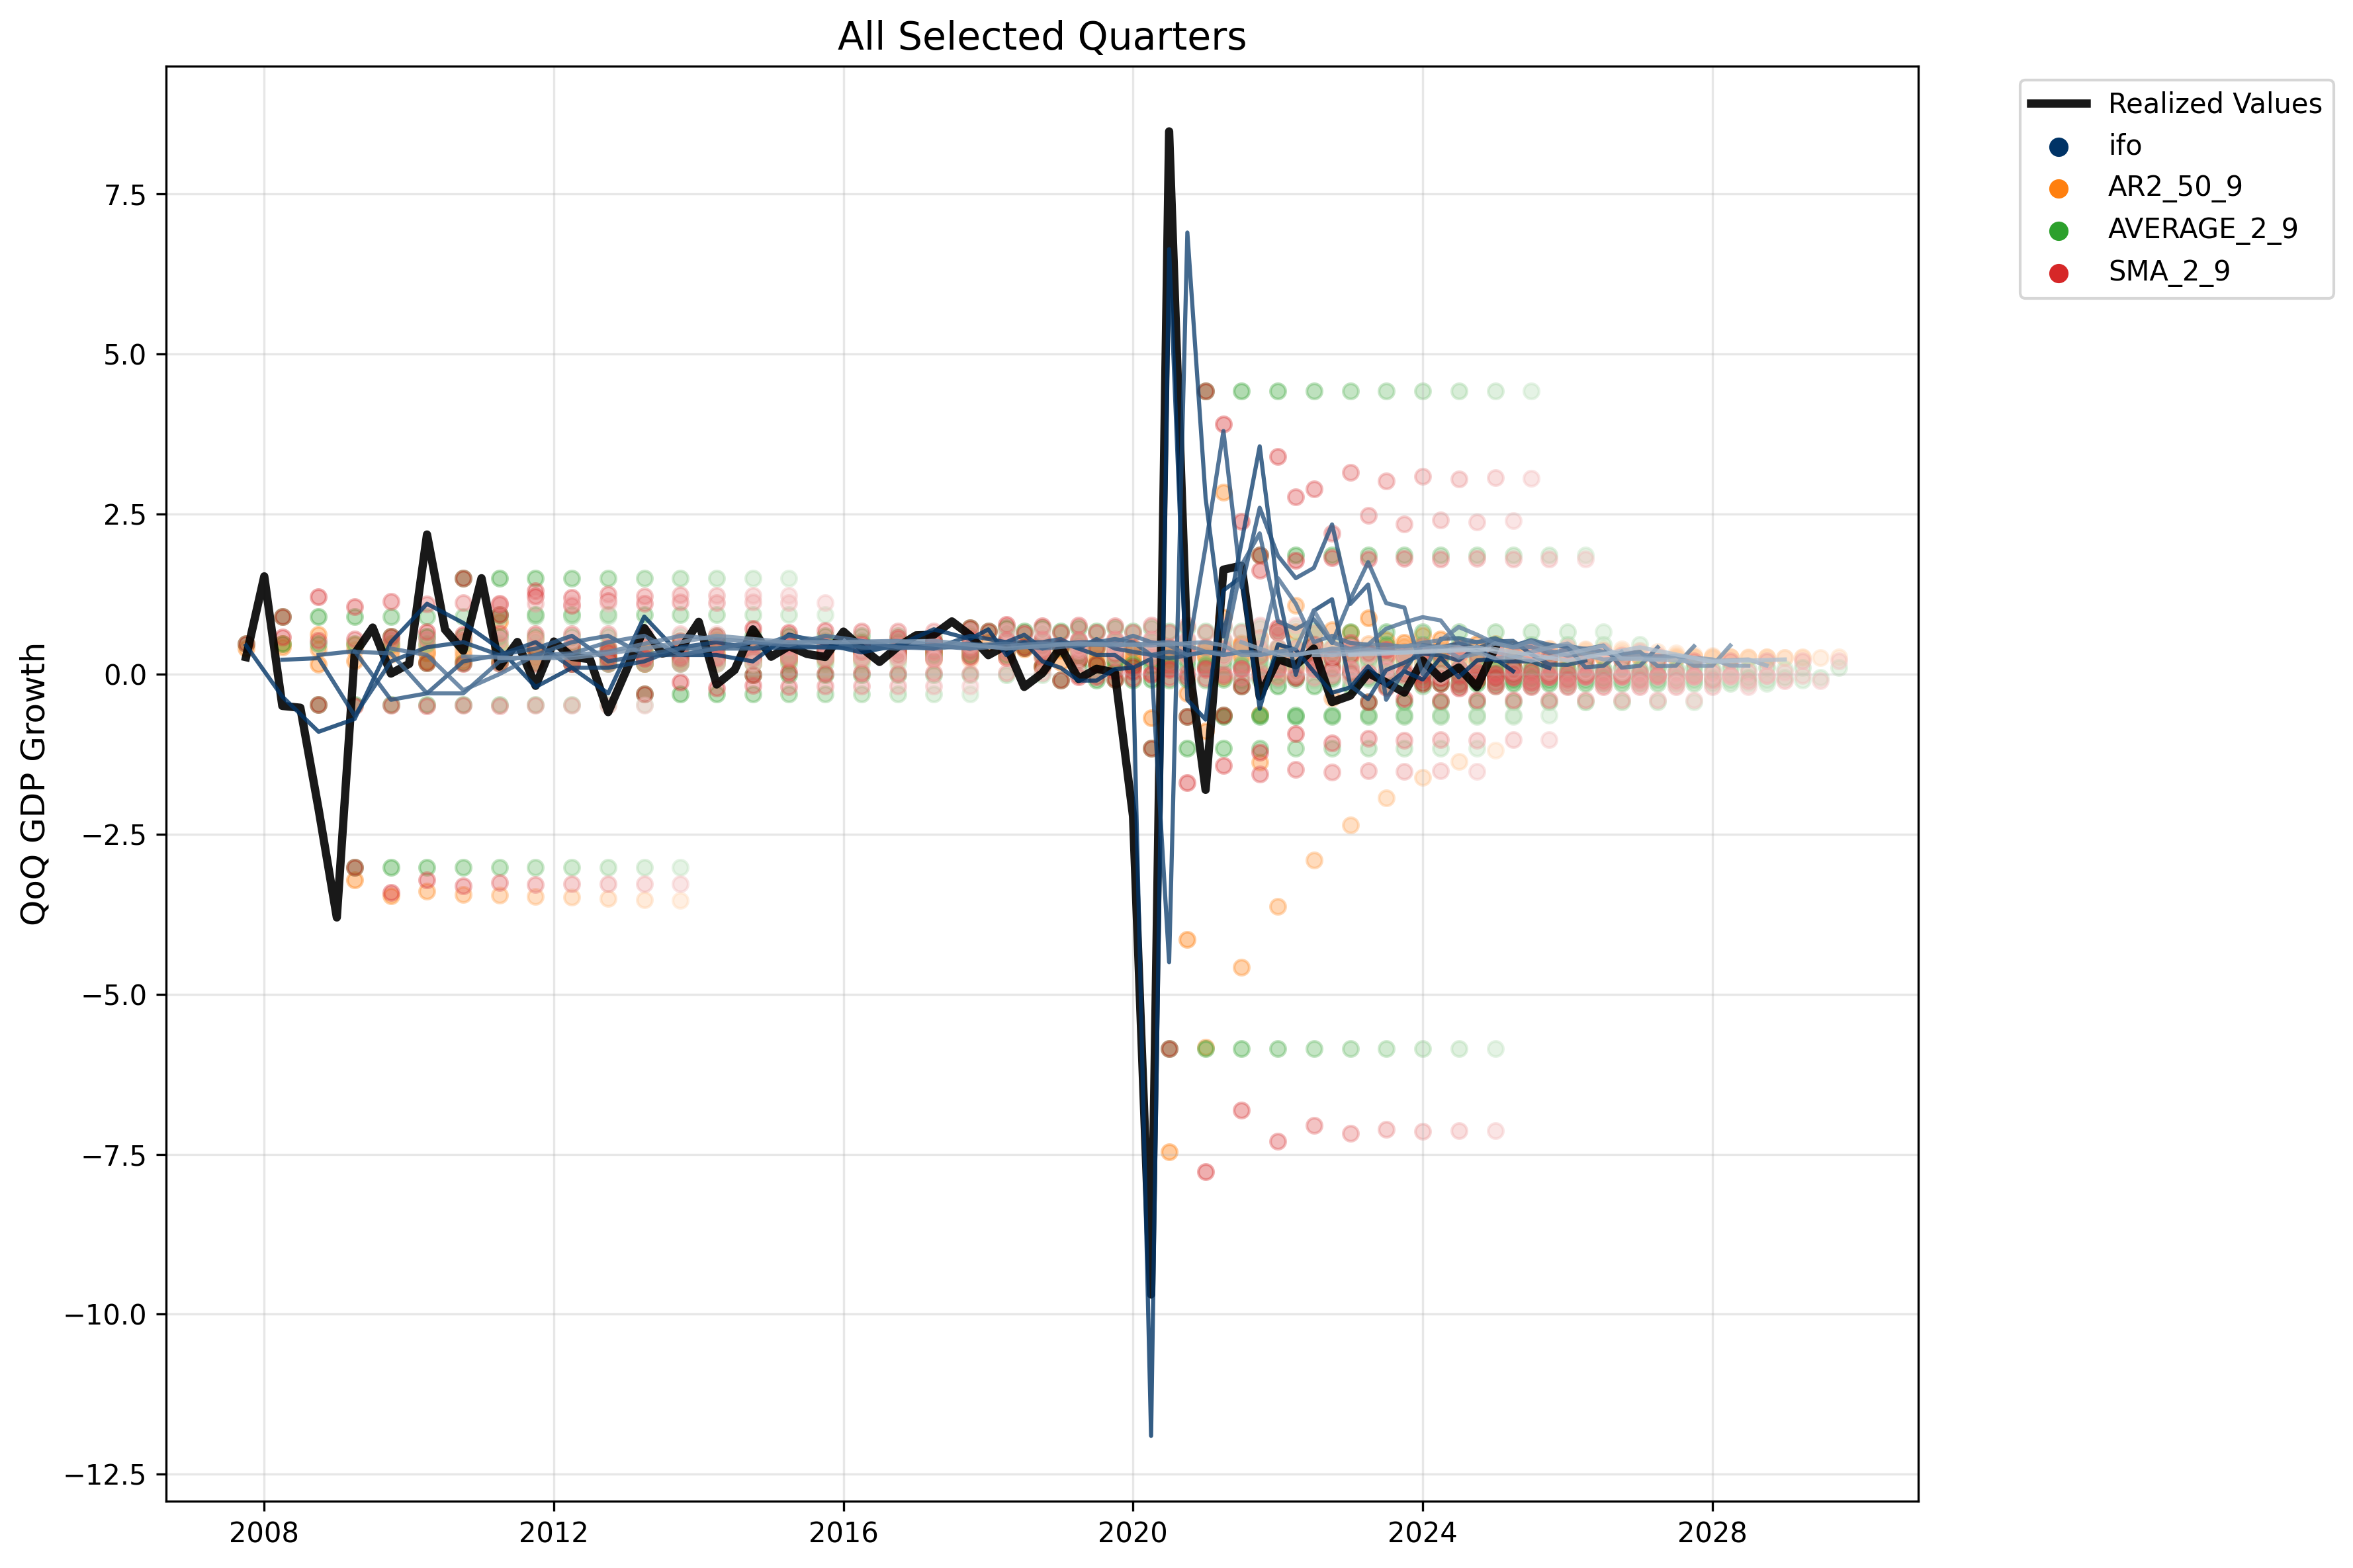 All Selected Quarters
QoQ GDP Growth
7.5
5.0
2.5
0.0
−2.5
−5.0
−7.5
−10.0
−12.5
2008
2012
2016
2020
2024
2028
Realized Values
ifo
AR2_50_9
AVERAGE_2_9
SMA_2_9